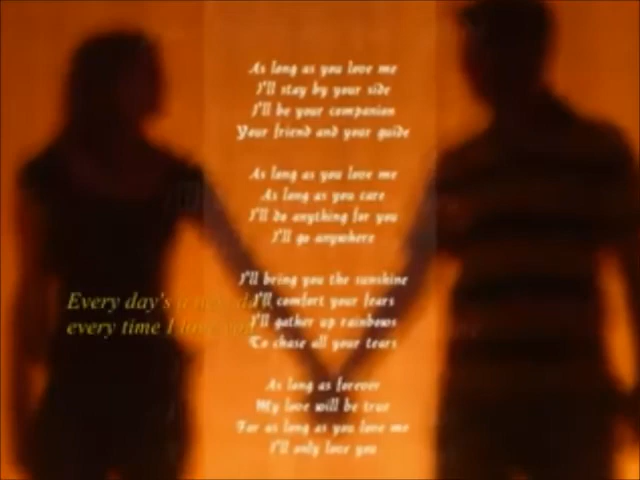 As long as you love me
I'll stay by your side
I'll be your companion
Your friend and your guide
As long as you love me
As long as you care
I'll do anything for you
I'll go anywhere
I'll bring you the sunshine
I'll comfort your fears
I'll gather up rainbows
To chase all your tears
As long as forever
My love will be true
For as long as you love me
I'll only love you
Every day's a new day
every time I love you